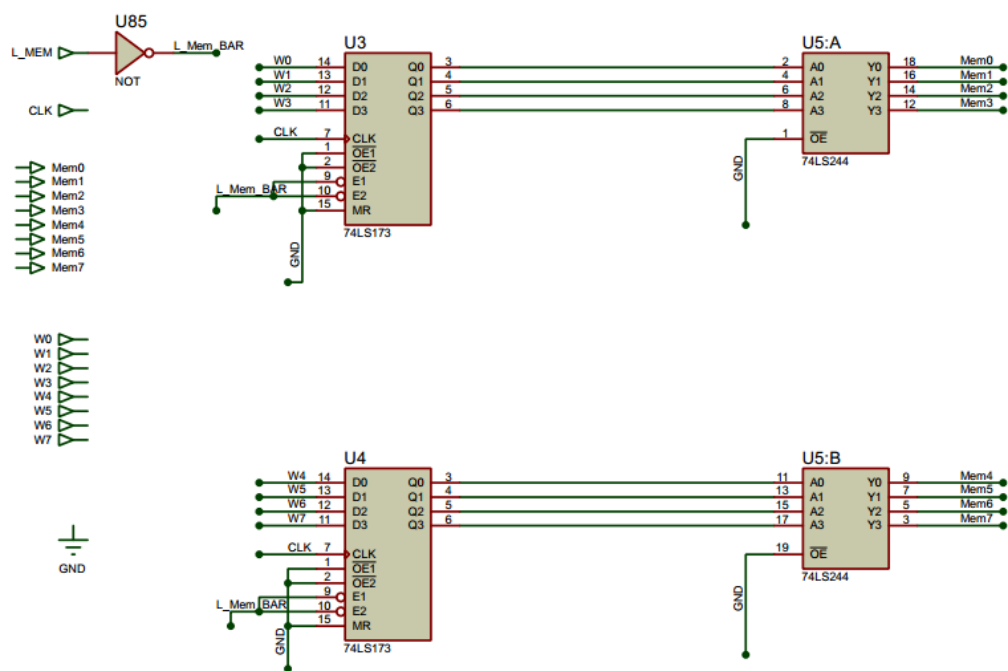 U85
L_MEM
L_Mem_BAR
NOT
CLK
Mem0
Mem1
Mem2
Mem3
Mem4
Mem5
Mem6
Mem7
W0
W1
W2
W3
W4
W5
W6
W7
GND
U3
W0 14 D0 Q0 3
W1 13 D1 Q1 4
W2 12 D2 Q2 5
W3 11 D3 Q3 6
CLK 7 CLK
1 OE1
2 OE2
9 E1
L_Mem_BAR 10 E2
15 MR
74LS173
GND
U5:A
2 A0 Y0 18 Mem0
4 A1 Y1 16 Mem1
6 A2 Y2 14 Mem2
8 A3 Y3 12 Mem3
1 OE
74LS244
GND
U4
W4 14 D0 Q0 3
W5 13 D1 Q1 4
W6 12 D2 Q2 5
W7 11 D3 Q3 6
CLK 7 CLK
1 OE1
2 OE2
9 E1
L_Mem_BAR 10 E2
15 MR
74LS173
GND
U5:B
11 A0 Y0 9 Mem4
13 A1 Y1 7 Mem5
15 A2 Y2 5 Mem6
17 A3 Y3 3 Mem7
19 OE
74LS244
GND